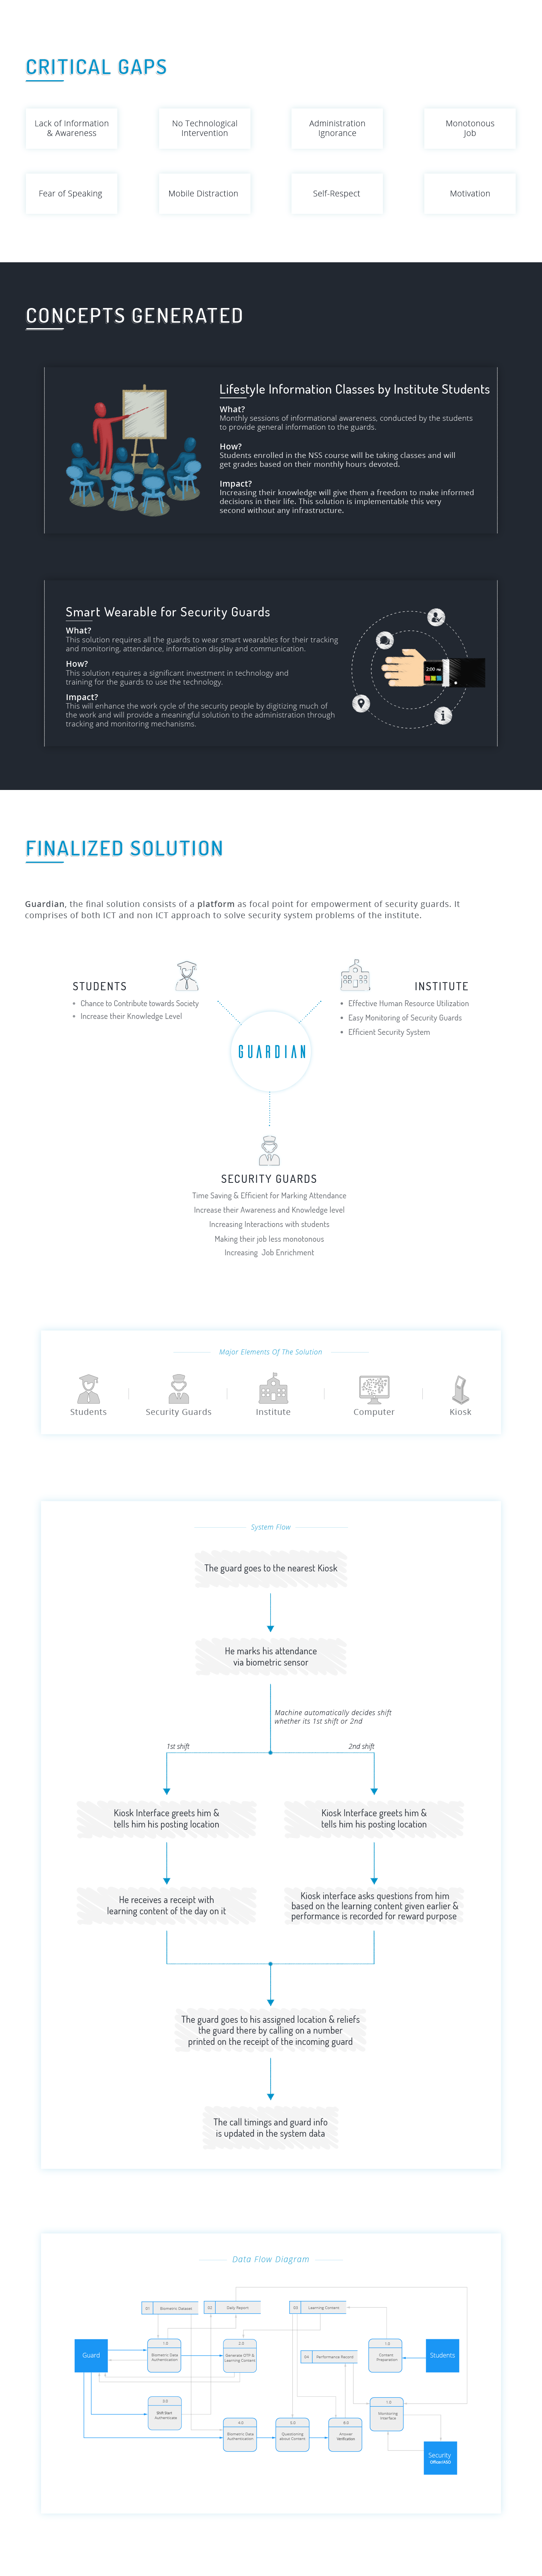 CRITICAL GAPS
Lack of Information
& Awareness
No Technological
Intervention
Administration
Ignorance
Monotonous
Job
Fear of Speaking
Mobile Distraction
Self-Respect
Motivation
CONCEPTS GENERATED
Lifestyle Information Classes by Institute Students
What?
Monthly sessions of informational awareness, conducted by the students
to provide general information to the guards.
How?
Students enrolled in the NSS course will be taking classes and will
get grades based on their monthly hours devoted.
Impact?
Increasing their knowledge will give them a freedom to make informed
decisions in their life. This solution is implementable this very
second without any infrastructure.
Smart Wearable for Security Guards
What?
This solution requires all the guards to wear smart wearables for their tracking
and monitoring, attendance, information display and communication.
How?
This solution requires a significant investment in technology and
training for the guards to use the technology.
Impact?
This will enhance the work cycle of the security people by digitizing much of
the work and will provide a meaningful solution to the administration through
tracking and monitoring mechanisms.
2:00 PM
FINALIZED SOLUTION
Guardian, the final solution consists of a platform as focal point for empowerment of security guards. It
comprises of both ICT and non ICT approach to solve security system problems of the institute.
STUDENTS
Chance to Contribute towards Society
Increase their Knowledge Level
INSTITUTE
Effective Human Resource Utilization
Easy Monitoring of Security Guards
Efficient Security System
GUARDIAN
SECURITY GUARDS
Time Saving & Efficient for Marking Attendance
Increase their Awareness and Knowledge level
Increasing Interactions with students
Making their job less monotonous
Increasing Job Enrichment
Major Elements Of The Solution
Students
Security Guards
Institute
Computer
Kiosk
System Flow
The guard goes to the nearest Kiosk
He marks his attendance
via biometric sensor
Machine automatically decides shift
whether its 1st shift or 2nd
1st shift
2nd shift
Kiosk Interface greets him &
tells him his posting location
Kiosk Interface greets him &
tells him his posting location
He receives a receipt with
learning content of the day on it
Kiosk interface asks questions from him
based on the learning content given earlier &
performance is recorded for reward purpose
The guard goes to his assigned location & reliefs
the guard there by calling on a number
printed on the receipt of the incoming guard
The call timings and guard info
is updated in the system data
Data Flow Diagram
Biometric Dataset
Daily Report
Learning Content
Guard
1.0
Biometric Data
Authentication
2.0
Generate OTP &
Learning Content
Performance Record
1.0
Content
Preparation
Students
Shift Start
Authenticate
4.0
Biometric Data
Authentication
5.0
Questioning
about Content
6.0
Answer
Verification
1.0
Monitoring
Interface
Security